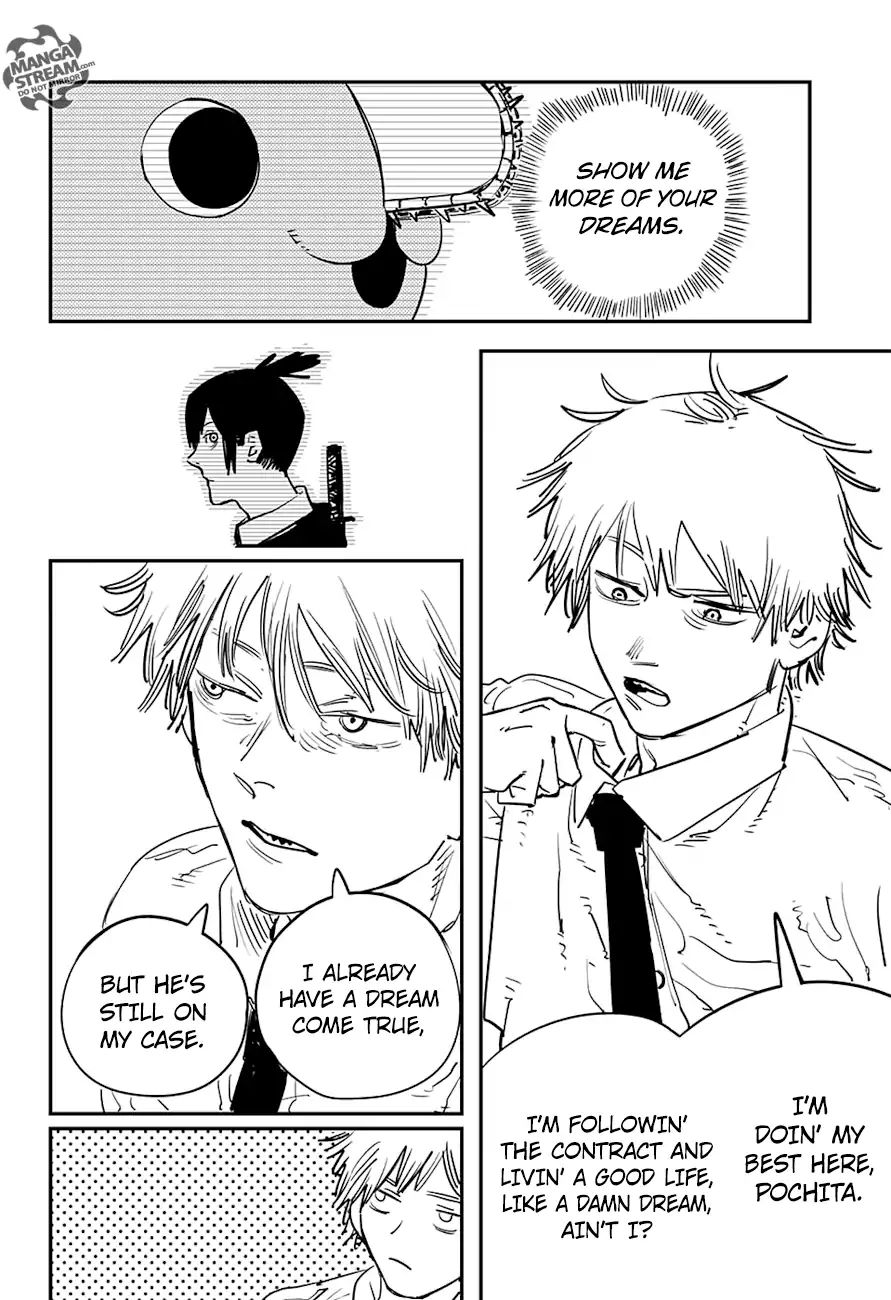 MANGA
STREAM.com
DO NOT MIRROR
SHOW ME
MORE OF YOUR
DREAMS.
I'M
DOIN' MY
BEST HERE,
POCHITA.
I'M FOLLOWIN'
THE CONTRACT AND
LIVIN' A GOOD LIFE,
LIKE A DAMN DREAM,
AIN'T I?
I ALREADY
HAVE A DREAM
COME TRUE,
BUT HE'S
STILL ON
MY CASE.